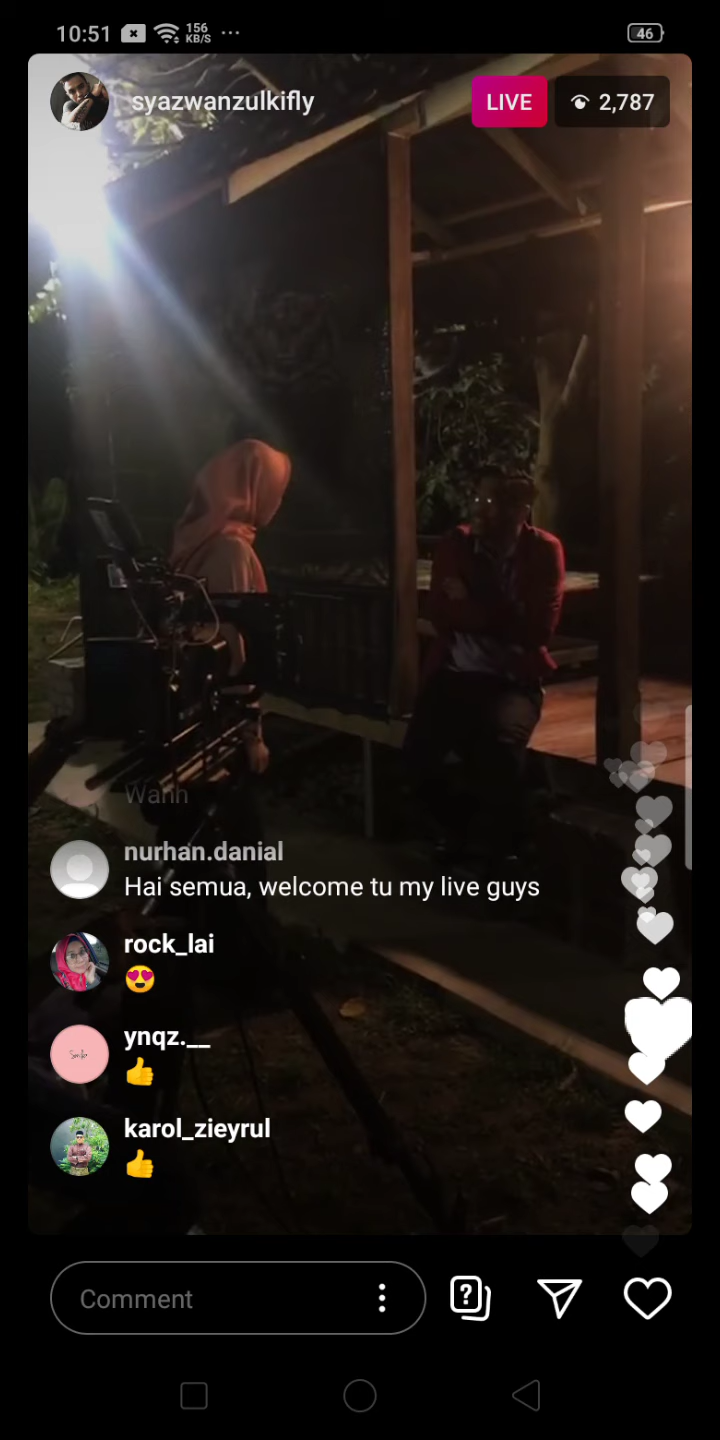 10:51
156
KB/S
46
syazwanzulkifly
LIVE
2,787
Wahh
nurhan.danial
Hai semua, welcome tu my live guys
rock_lai
😍
ynqz.__
👍
karol_zieyrul
👍
Comment